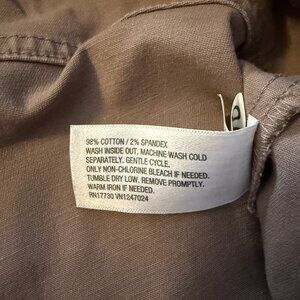 98% COTTON / 2% SPANDEX
WASH INSIDE OUT. MACHINE WASH COLD
SEPARATELY. GENTLE CYCLE.
ONLY NON-CHLORINE BLEACH IF NEEDED.
TUMBLE DRY LOW. REMOVE PROMPTLY.
WARM IRON IF NEEDED.
RN17730 VN1247024